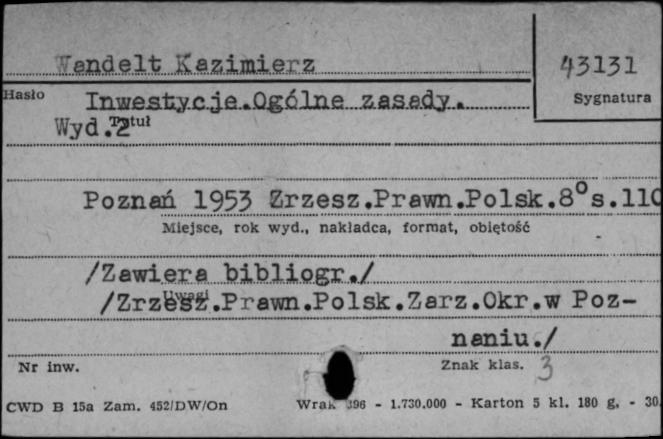 Wandelt Kazimierz
43131
Hasło
Inwestycje.Ogólne zasady.
Sygnatura
Wyd.2
Tytuł
Poznań 1953 Zrzesz.Prawn.Polsk.8°s.110
Miejsce, rok wyd., nakładca, format, objętość
/Zawiera bibliogr./
Uwagi
/Zrzesz.Prawn.Polsk.Zarz.Okr.w Poz-
naniu./
Nr inw.
Znak klas. 3
CWD B 15a Zam. 452/DW/On Wrak 396 - 1.730.000 - Karton 5 kl. 180 g. - 30.